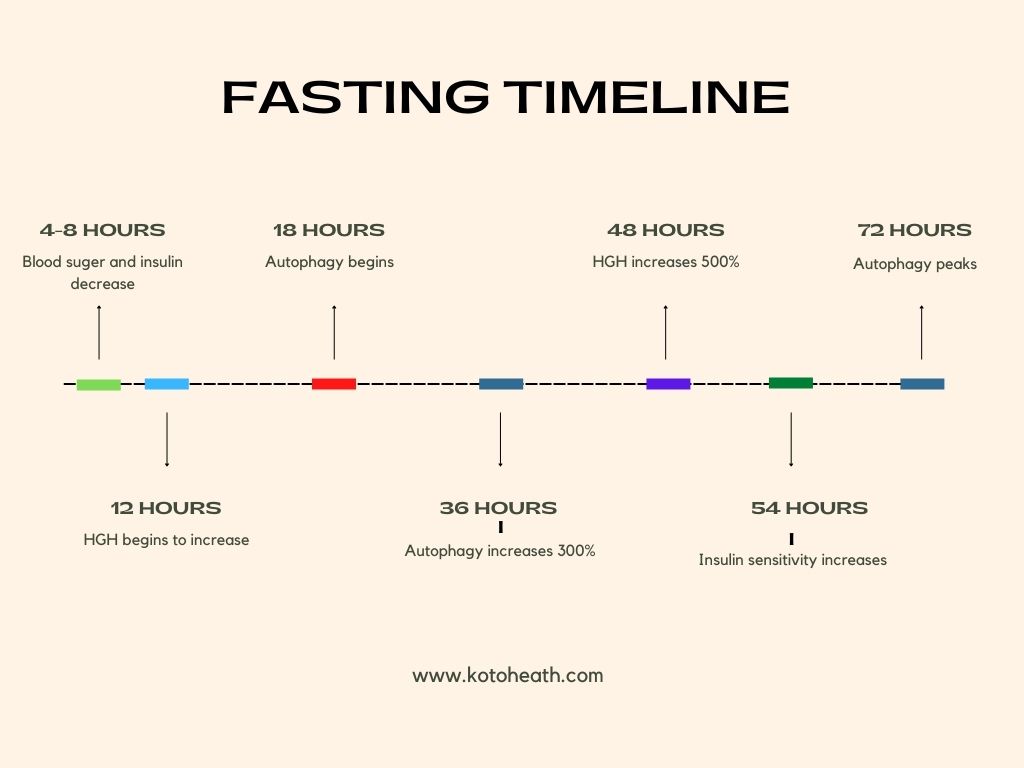 FASTING TIMELINE
4-8 HOURS
Blood suger and insulin
decrease
18 HOURS
Autophagy begins
48 HOURS
HGH increases 500%
72 HOURS
Autophagy peaks
12 HOURS
HGH begins to increase
36 HOURS
Autophagy increases 300%
54 HOURS
Insulin sensitivity increases
www.kotoheath.com